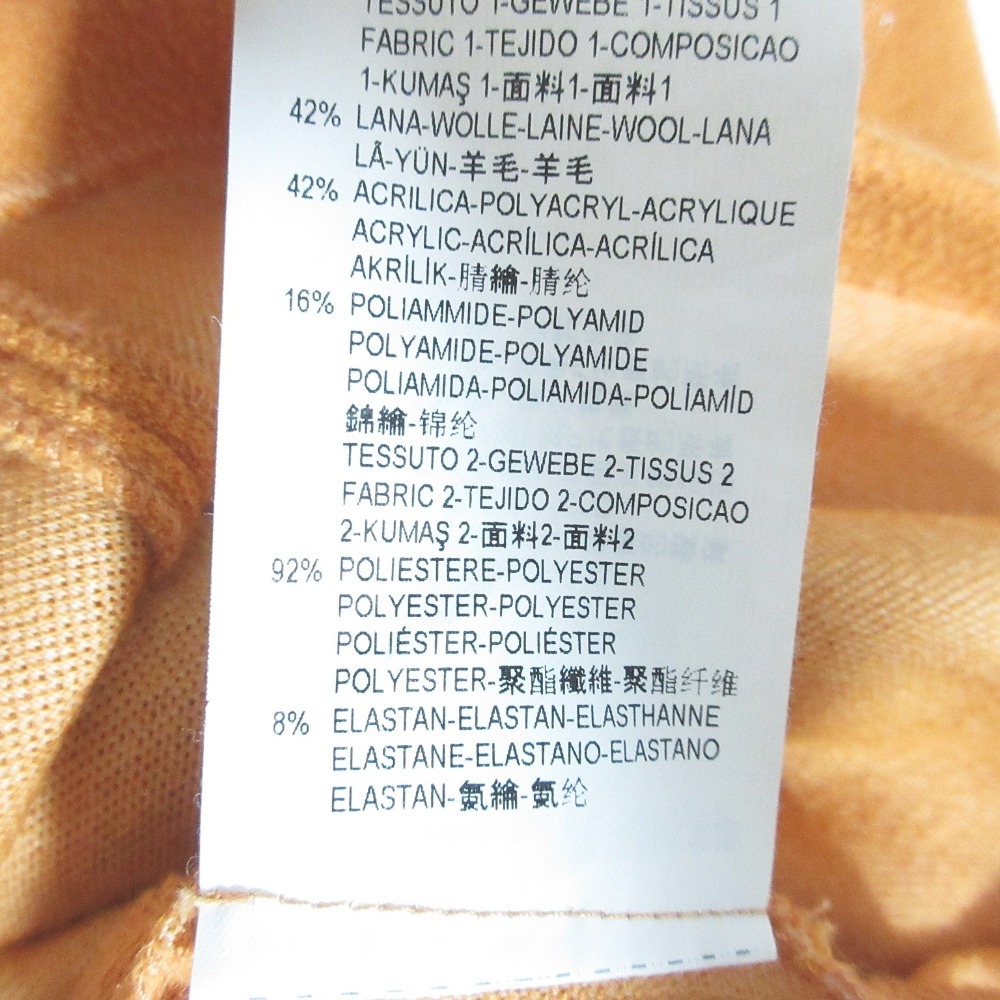 TESSUTO 1-GEWEBE 1-TISSUS 1
FABRIC 1-TEJIDO 1-COMPOSICAO
1-KUMAŞ 1-面料1-面料1
42% LANA-WOLLE-LAINE-WOOL-LANA
LÃ-YÜN-羊毛-羊毛
42% ACRILICA-POLYACRYL-ACRYLIQUE
ACRYLIC-ACRÍLICA-ACRÍLICA
AKRİLİK-腈綸-腈纶
16% POLIAMMIDE-POLYAMID
POLYAMIDE-POLYAMIDE
POLIAMIDA-POLIAMIDA-POLİAMİD
錦綸-锦纶
TESSUTO 2-GEWEBE 2-TISSUS 2
FABRIC 2-TEJIDO 2-COMPOSICAO
2-KUMAŞ 2-面料2-面料2
92% POLIESTERE-POLYESTER
POLYESTER-POLYESTER
POLIÉSTER-POLIÉSTER
POLYESTER-聚酯纖維-聚酯纤维
8% ELASTAN-ELASTAN-ELASTHANNE
ELASTANE-ELASTANO-ELASTANO
ELASTAN-氨綸-氨纶